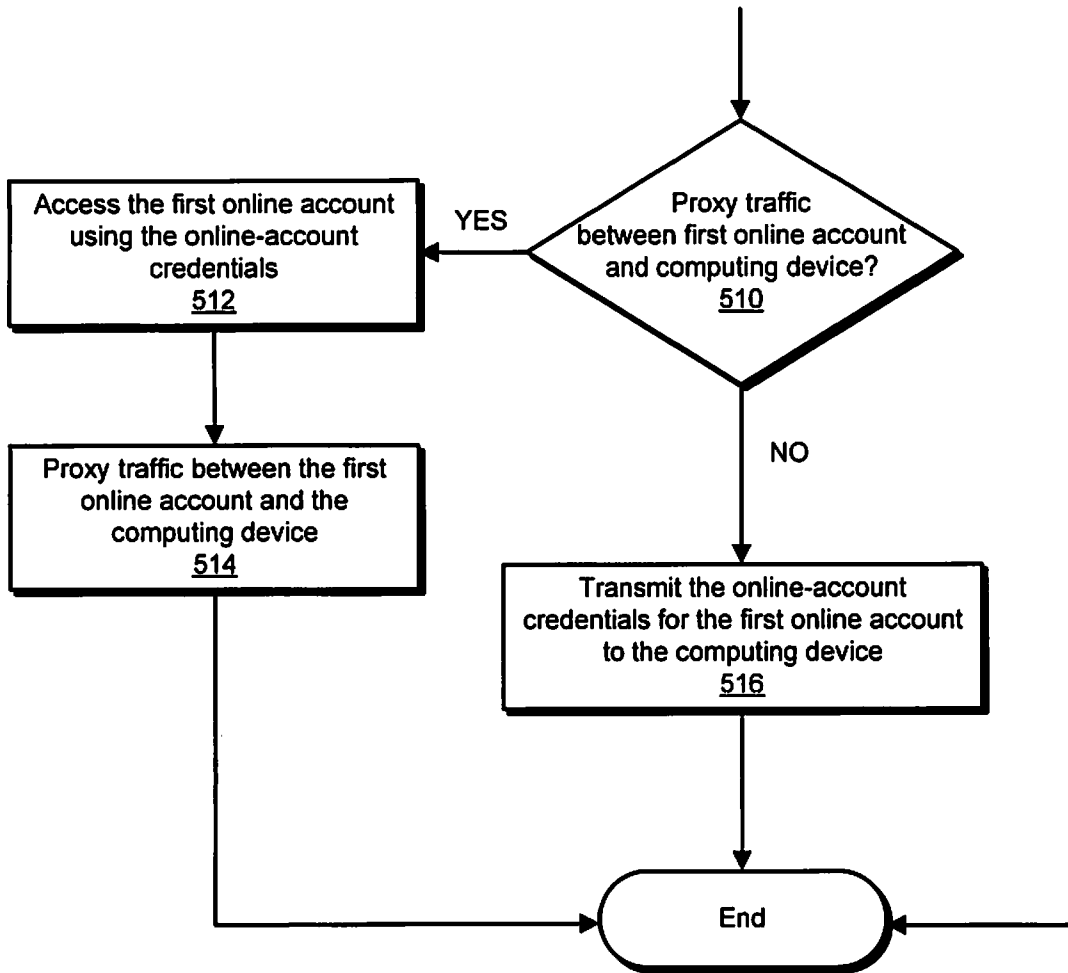 Proxy traffic
between first online account
and computing device?
510
YES
Access the first online account
using the online-account
credentials
512
Proxy traffic between the first
online account and the
computing device
514
NO
Transmit the online-account
credentials for the first online account
to the computing device
516
End